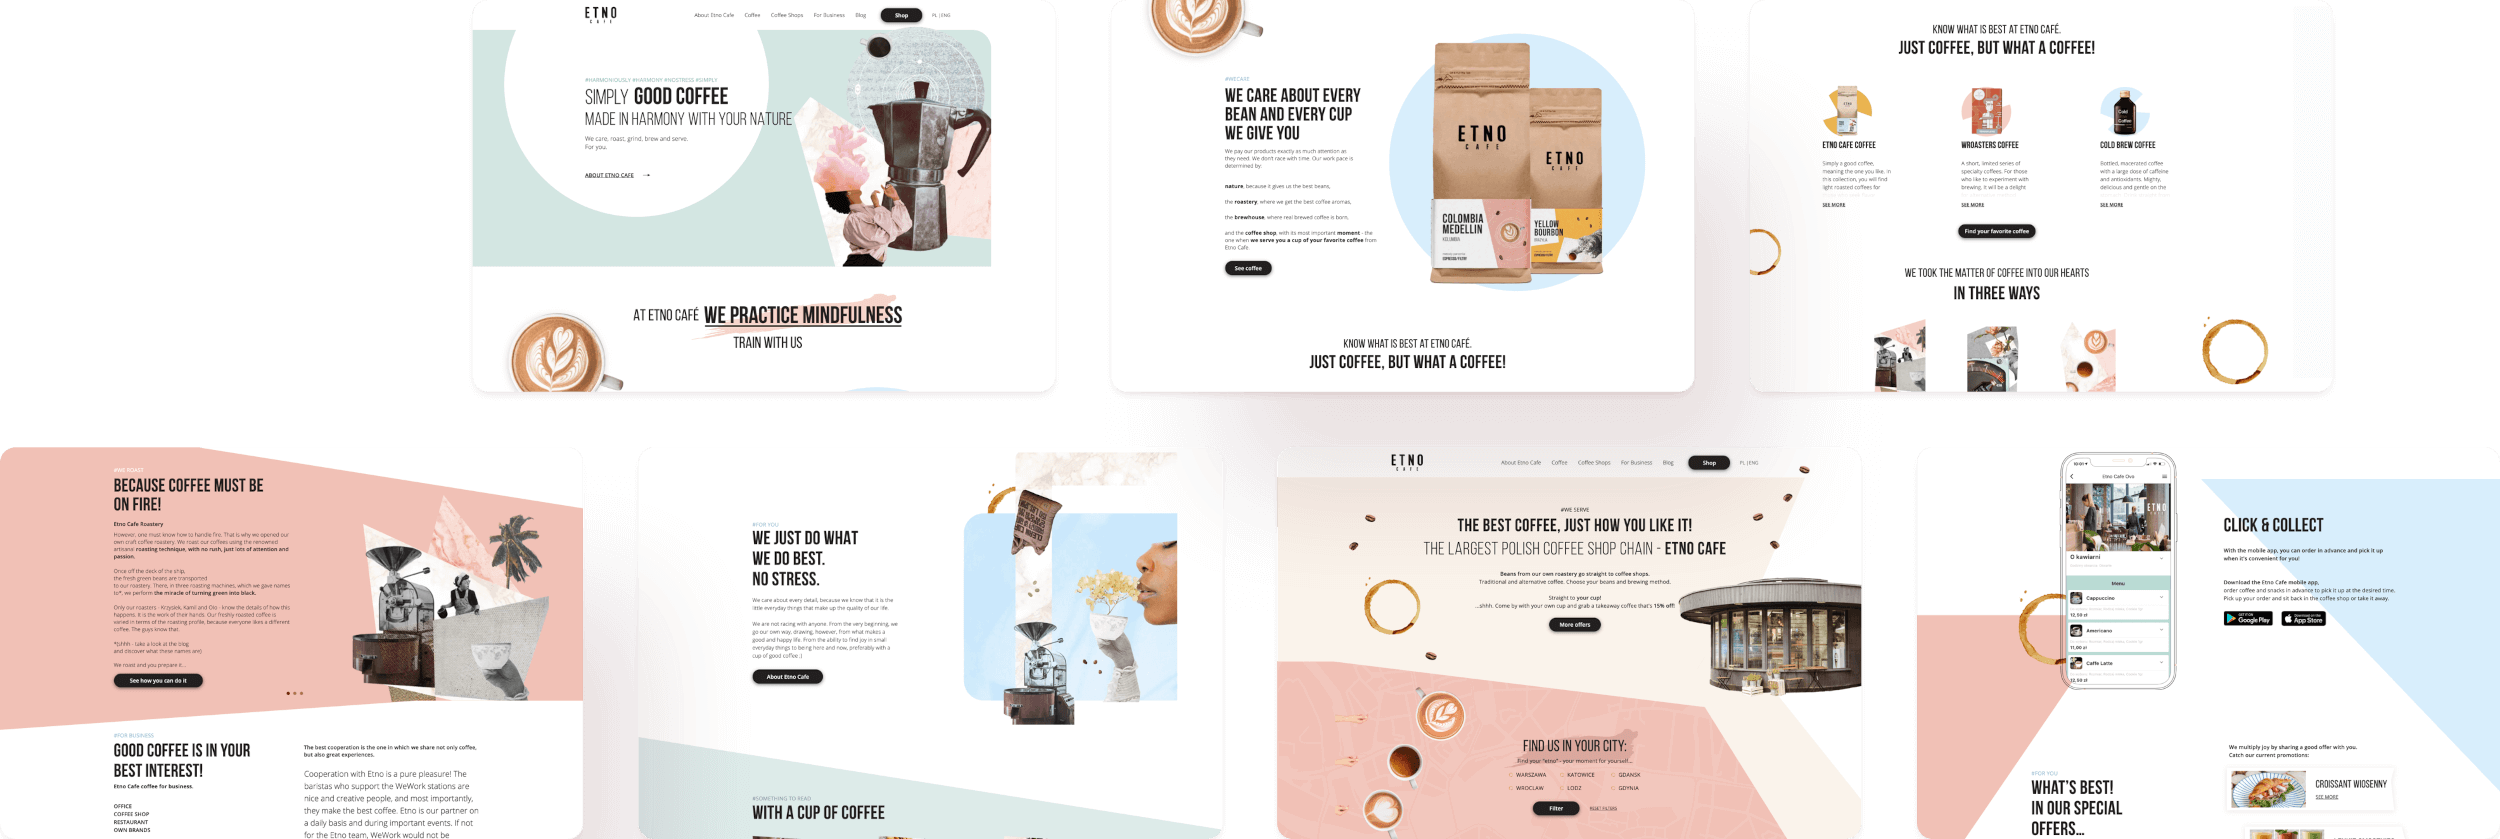 ETNO
CAFE
About Etno Cafe
Coffee
Coffee Shops
For Business
Blog
Shop
PL | ENG
#HARMONIOUSLY #HARMONY #NOSTRESS #SIMPLY
SIMPLY GOOD COFFEE
MADE IN HARMONY WITH YOUR NATURE
We care, roast, grind, brew and serve.
For you.
ABOUT ETNO CAFE
AT ETNO CAFÉ WE PRACTICE MINDFULNESS
TRAIN WITH US
#WECARE
WE CARE ABOUT EVERY
BEAN AND EVERY CUP
WE GIVE YOU
We pay our products exactly as much attention as
they need. We don't race with time. Our work pace is
determined by:
nature, because it gives us the best beans,
the roastery, where we get the best coffee aromas,
the brewhouse, where real brewed coffee is born,
and the coffee shop, with its most important moment - the
one when we serve you a cup of your favorite coffee from
Etno Cafe.
See coffee
ETNO
CAFE
COLOMBIA
MEDELLIN
KOLUMBIA
ETNO
CAFE
YELLOW
BOURBON
BRAZYLIA
KNOW WHAT IS BEST AT ETNO CAFÉ.
JUST COFFEE, BUT WHAT A COFFEE!
KNOW WHAT IS BEST AT ETNO CAFÉ.
JUST COFFEE, BUT WHAT A COFFEE!
ETNO CAFE COFFEE
Simply a good coffee,
meaning the one you like. In
this collection, you will find
light roasted coffees for
SEE MORE
WROASTERS COFFEE
A short, limited series of
specialty coffees. For those
who like to experiment with
brewing. It will be a delight
SEE MORE
Cold
Coffee
COLD BREW COFFEE
Bottled, macerated coffee
with a large dose of caffeine
and antioxidants. Mighty,
delicious and gentle on the
SEE MORE
Find your favorite coffee
WE TOOK THE MATTER OF COFFEE INTO OUR HEARTS
IN THREE WAYS
#WE ROAST
BECAUSE COFFEE MUST BE
ON FIRE!
Etno Cafe Roastery
However, one must know how to handle fire. That is why we opened our
own craft coffee roastery. We roast our coffees using the renowned
artisanal roasting technique, with no rush, just lots of attention and
passion.
Once off the deck of the ship,
the fresh green beans are transported
to our roastery. There, in three roasting machines, which we gave names
to*, we perform the miracle of turning green into black.
Only our roasters - Krzysiek, Kamil and Olo - know the details of how this
happens. It is the work of their hands. Our freshly roasted coffee is
varied in terms of the roasting profile, because everyone likes a different
coffee. The guys know that.
*(shhh - take a look at the blog
and discover what those names are)
We roast and you prepare it...
See how you can do it
#FOR BUSINESS
GOOD COFFEE IS IN YOUR
BEST INTEREST!
Etno Cafe coffee for business.
OFFICE
COFFEE SHOP
RESTAURANT
OWN BRANDS
The best cooperation is the one in which we share not only coffee,
but also great experiences.
Cooperation with Etno is a pure pleasure! The
baristas who support the WeWork stations are
nice and creative people, and most importantly,
they make the best coffee. Etno is our partner on
a daily basis and during important events. If not
for the Etno team, WeWork would not be
#FOR YOU
WE JUST DO WHAT
WE DO BEST.
NO STRESS.
We care about every detail, because we know that it is the
little everyday things that make up the quality of our life.
We are not racing with anyone. From the very beginning, we
go our own way, drawing, however, from what makes a
good and happy life. From the ability to find joy in small
everyday things to being here and now, preferably with a
cup of good coffee :)
About Etno Cafe
#SOMETHING TO READ
WITH A CUP OF COFFEE
ETNO
CAFE
About Etno Cafe
Coffee
Coffee Shops
For Business
Blog
Shop
PL | ENG
#WE SERVE
THE BEST COFFEE, JUST HOW YOU LIKE IT!
THE LARGEST POLISH COFFEE SHOP CHAIN - ETNO CAFE
Beans from our own roastery go straight to coffee shops.
Traditional and alternative coffee. Choose your beans and brewing method.
Straight to your cup!
...shhh. Come by with your own cup and grab a takeaway coffee that's 15% off!
More offers
FIND US IN YOUR CITY:
Find your "etno" - your moment for yourself...
WARSZAWA
KATOWICE
GDANSK
WROCLAW
LODZ
GDYNIA
Filter
RESET FILTERS
10:01
Etno Cafe Ovo
ETNO
O kawiarni
Menu
Cappuccino
12,50 zł
Americano
11,00 zł
Caffe Latte
12,50 zł
CLICK & COLLECT
With the mobile app, you can order in advance and pick it up
when it's convenient for you!
Download the Etno Cafe mobile app,
order coffee and snacks in advance to pick it up at the desired time.
Pick up your order and sit back in the coffee shop or take it away.
GET IT ON
Google Play
Download on the
App Store
#FOR YOU
WHAT'S BEST!
IN OUR SPECIAL
OFFERS...
We multiply joy by sharing a good offer with you.
Catch our current promotions:
CROISSANT WIOSENNY
SEE MORE